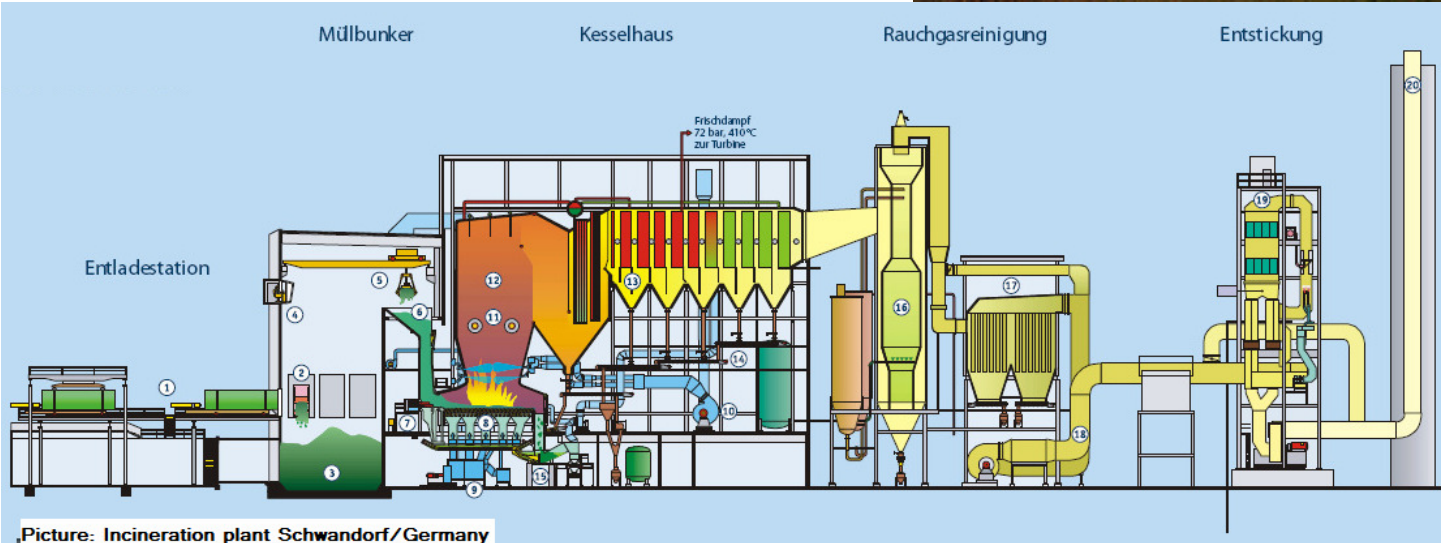 Müllbunker
Kesselhaus
Rauchgasreinigung
Entstickung
Frischdampf
72 bar, 410°C
zur Turbine
Entladestation
1
2
3
4
5
6
7
8
9
10
11
12
13
14
15
16
17
18
19
20
Picture: Incineration plant Schwandorf/Germany